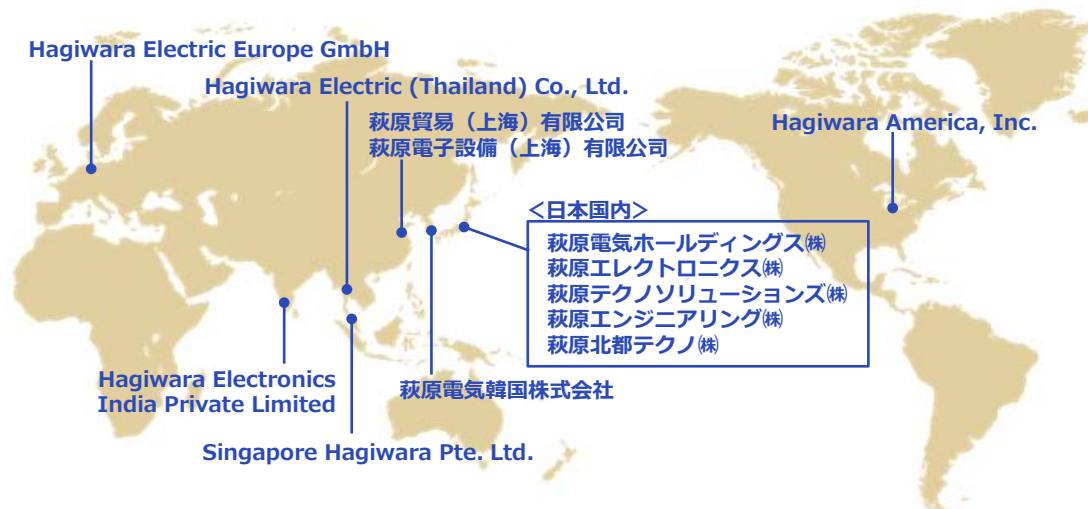 Hagiwara Electric Europe GmbH
Hagiwara Electric (Thailand) Co., Ltd.
萩原貿易（上海）有限公司
萩原電子設備（上海）有限公司
Hagiwara America, Inc.
＜日本国内＞
萩原電気ホールディングス㈱
萩原エレクトロニクス㈱
萩原テクノソリューションズ㈱
萩原エンジニアリング㈱
萩原北都テクノ㈱
Hagiwara Electronics
India Private Limited
萩原電気韓国株式会社
Singapore Hagiwara Pte. Ltd.